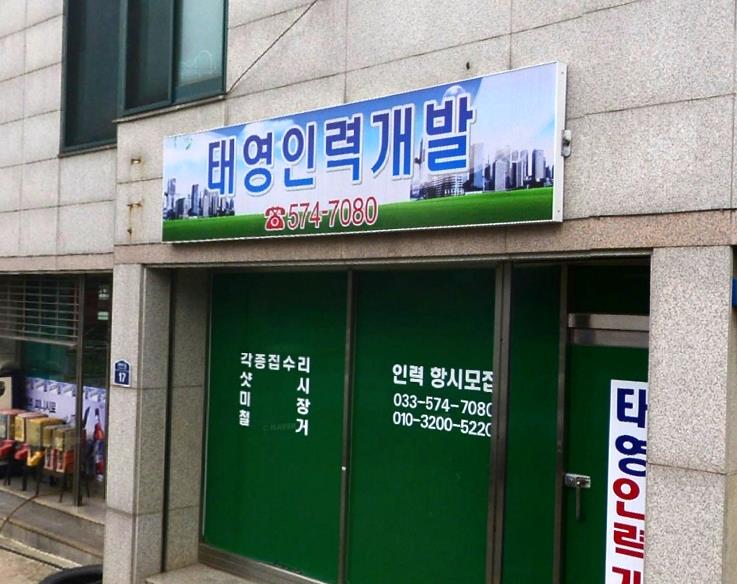 태영인력개발
☎574-7080
각종집수리
샷시
미장
철거
인력 항시모집
033-574-7080
010-3200-5220
17
태영인력개